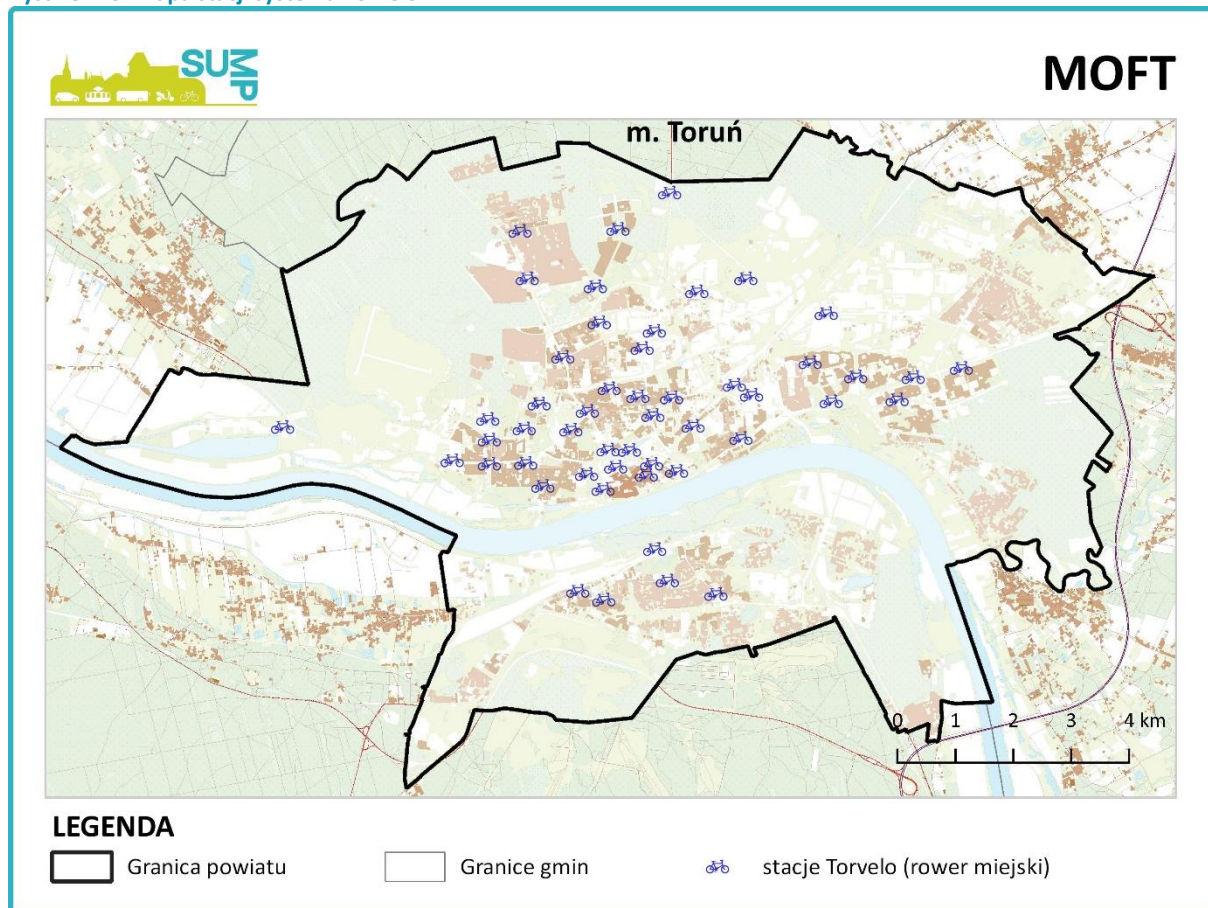 SUMP
MOFT
m. Toruń
0 1 2 3 4 km
LEGENDA
Granica powiatu
Granice gmin
stacje Torvelo (rower miejski)